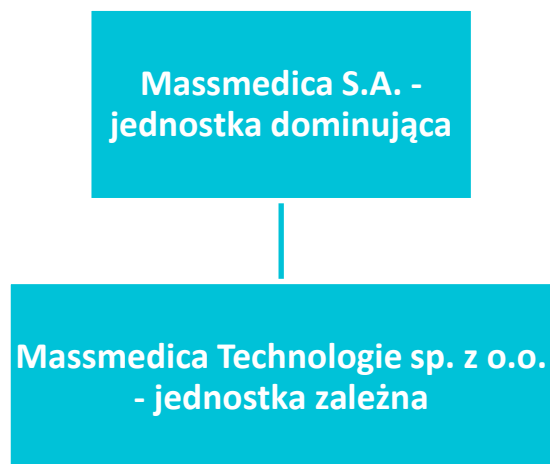 Massmedica S.A. -
jednostka dominująca
Massmedica Technologie sp. z o.o.
- jednostka zależna